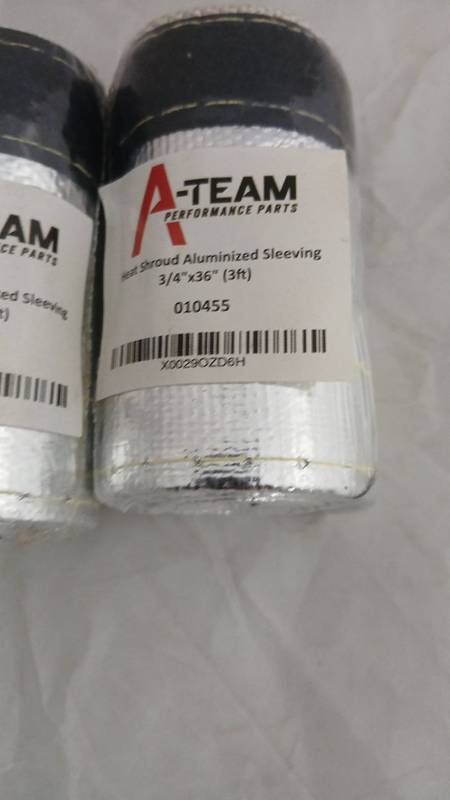 A-TEAM
PERFORMANCE PARTS
Heat Shroud Aluminized Sleeving
3/4"x36" (3ft)
010455
X0029OZD6H
AM
CE PARTS
ed Sleeving
t)